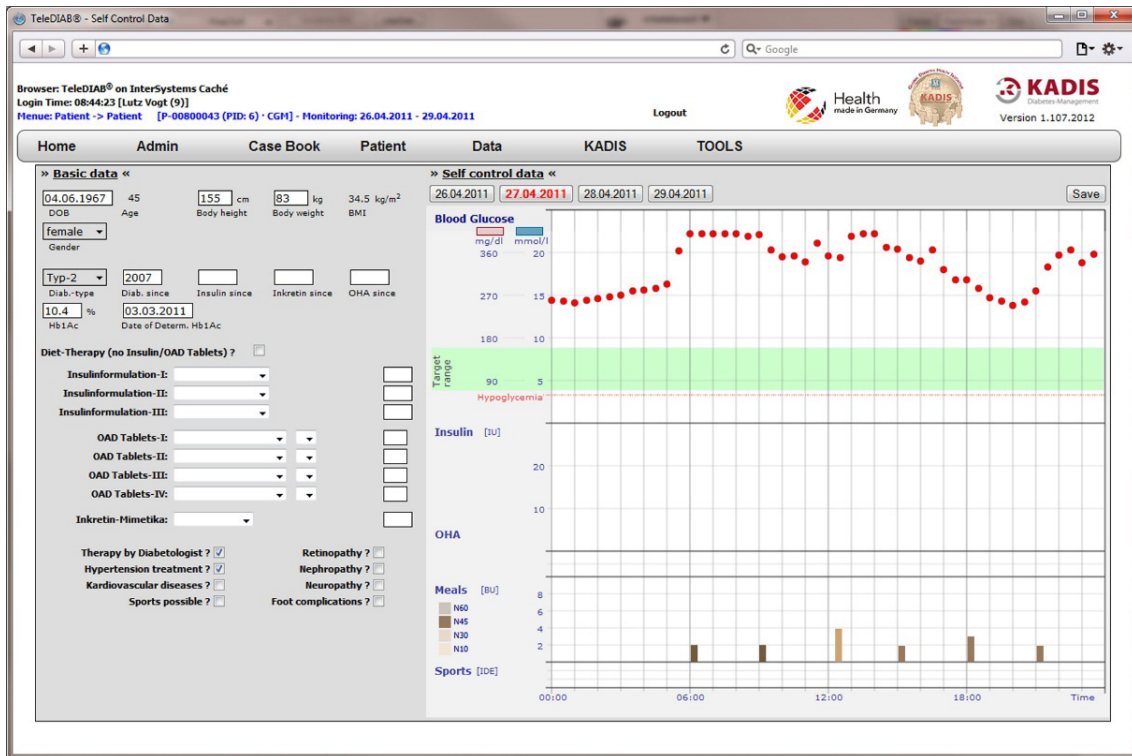 TeleDIAB® - Self Control Data
Google
Browser: TeleDIAB® on InterSystems Caché
Login Time: 08:44:23 [Lutz Vogt (9)]
Menue: Patient -> Patient [P-00800043 (PID: 6) · CGM] - Monitoring: 26.04.2011 - 29.04.2011
Logout
Health
made in Germany
KADIS
KADIS
Diabetes-Management
Version 1.107.2012
Home Admin Case Book Patient Data KADIS TOOLS
» Basic data «
04.06.1967 45 155 cm 83 kg 34.5 kg/m²
DOB Age Body height Body weight BMI
female
Gender
Typ-2 2007
Diab.-type Diab. since Insulin since Inkretin since OHA since
10.4 % 03.03.2011
Hb1Ac Date of Determ. Hb1Ac
Diet-Therapy (no Insulin/OAD Tablets) ?
Insulinformulation-I:
Insulinformulation-II:
Insulinformulation-III:
OAD Tablets-I:
OAD Tablets-II:
OAD Tablets-III:
OAD Tablets-IV:
Inkretin-Mimetika:
Therapy by Diabetologist ? Retinopathy ?
Hypertension treatment ? Nephropathy ?
Kardiovascular diseases ? Neuropathy ?
Sports possible ? Foot complications ?
» Self control data «
26.04.2011 27.04.2011 28.04.2011 29.04.2011 Save
Blood Glucose
mg/dl mmol/l
360 20
270 15
180 10
Target
range
90 5
Hypoglycemia
Insulin [IU]
20
10
OHA
Meals [BU]
8
N60
6
N45
4
N30
N10
2
Sports [IDE]
00:00 06:00 12:00 18:00 Time